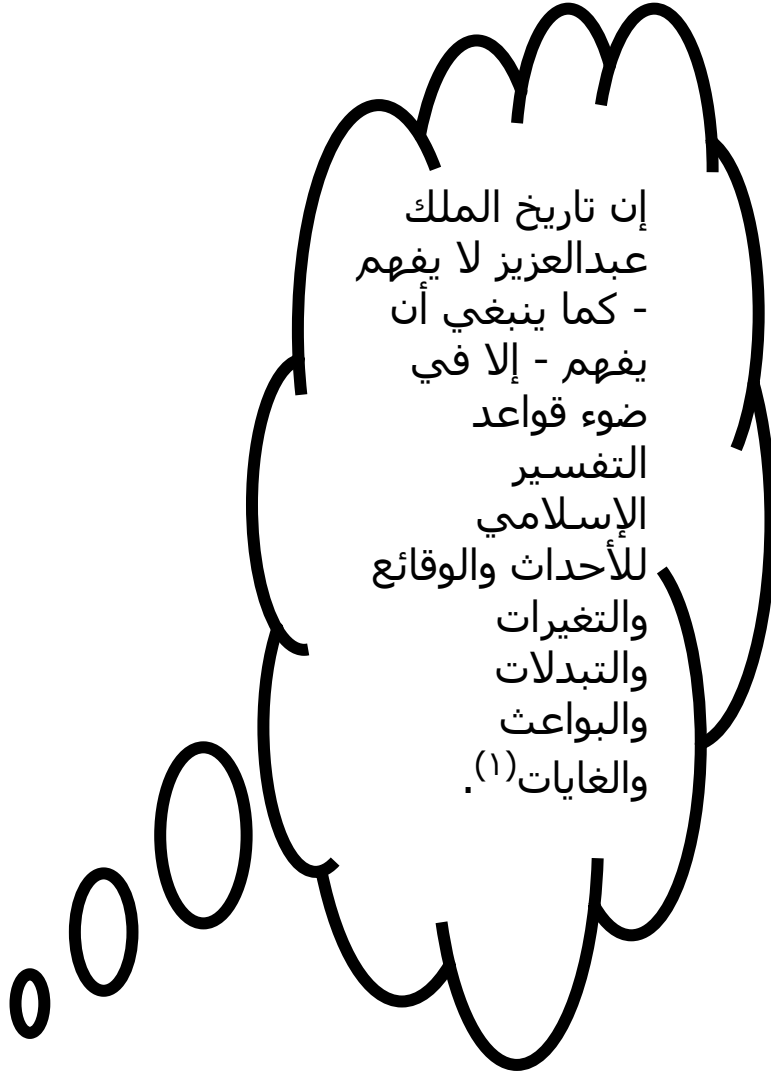 إن تاريخ الملك
عبدالعزيز لا يفهم
- كما ينبغي أن
يفهم - إلا في
ضوء قواعد
التفسير
الإسلامي
للأحداث والوقائع
والتغيرات
والتبدلات
والبواعث
والغايات(١).